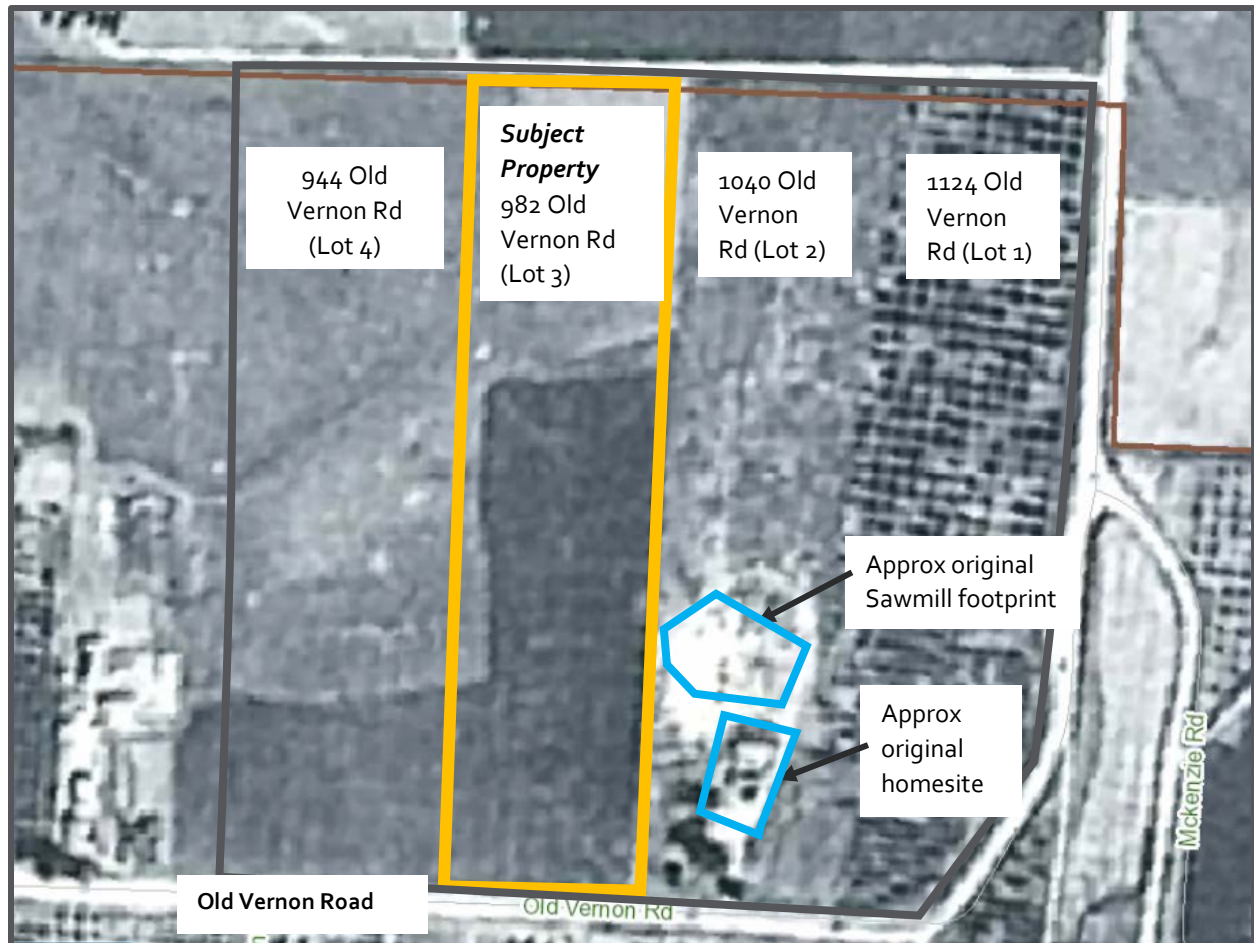 944 Old
Vernon Rd
(Lot 4)
Subject
Property
982 Old
Vernon Rd
(Lot 3)
1040 Old
Vernon
Rd (Lot 2)
1124 Old
Vernon
Rd (Lot 1)
Approx original
Sawmill footprint
Approx
original
homesite
Mckenzie Rd
Old Vernon Road
Old Vernon Rd